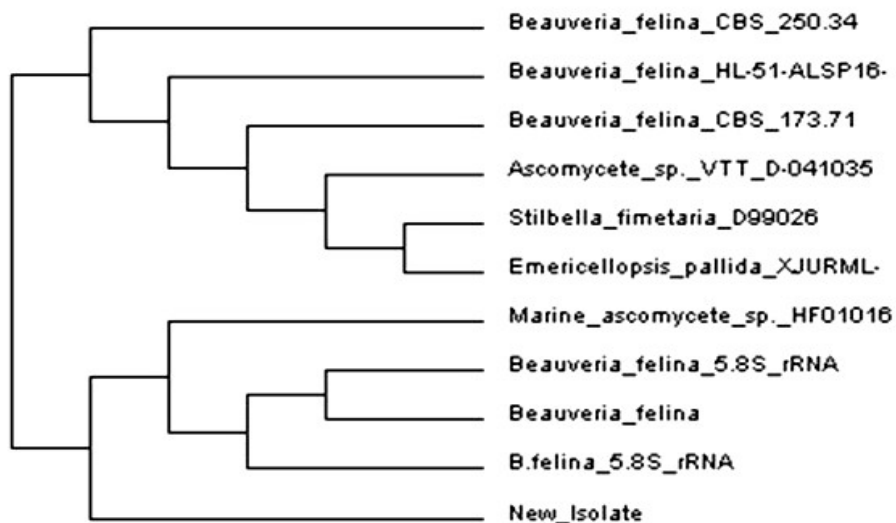 Beauveria_felina_CBS_250.34
Beauveria_felina_HL-51-ALSP16-
Beauveria_felina_CBS_173.71
Ascomycete_sp._VTT_D-041035
Stilbella_fimetaria_D99026
Emericellopsis_pallida_XJURML-
Marine_ascomycete_sp._HF01016
Beauveria_felina_5.8S_rRNA
Beauveria_felina
B.felina_5.8S_rRNA
New_Isolate